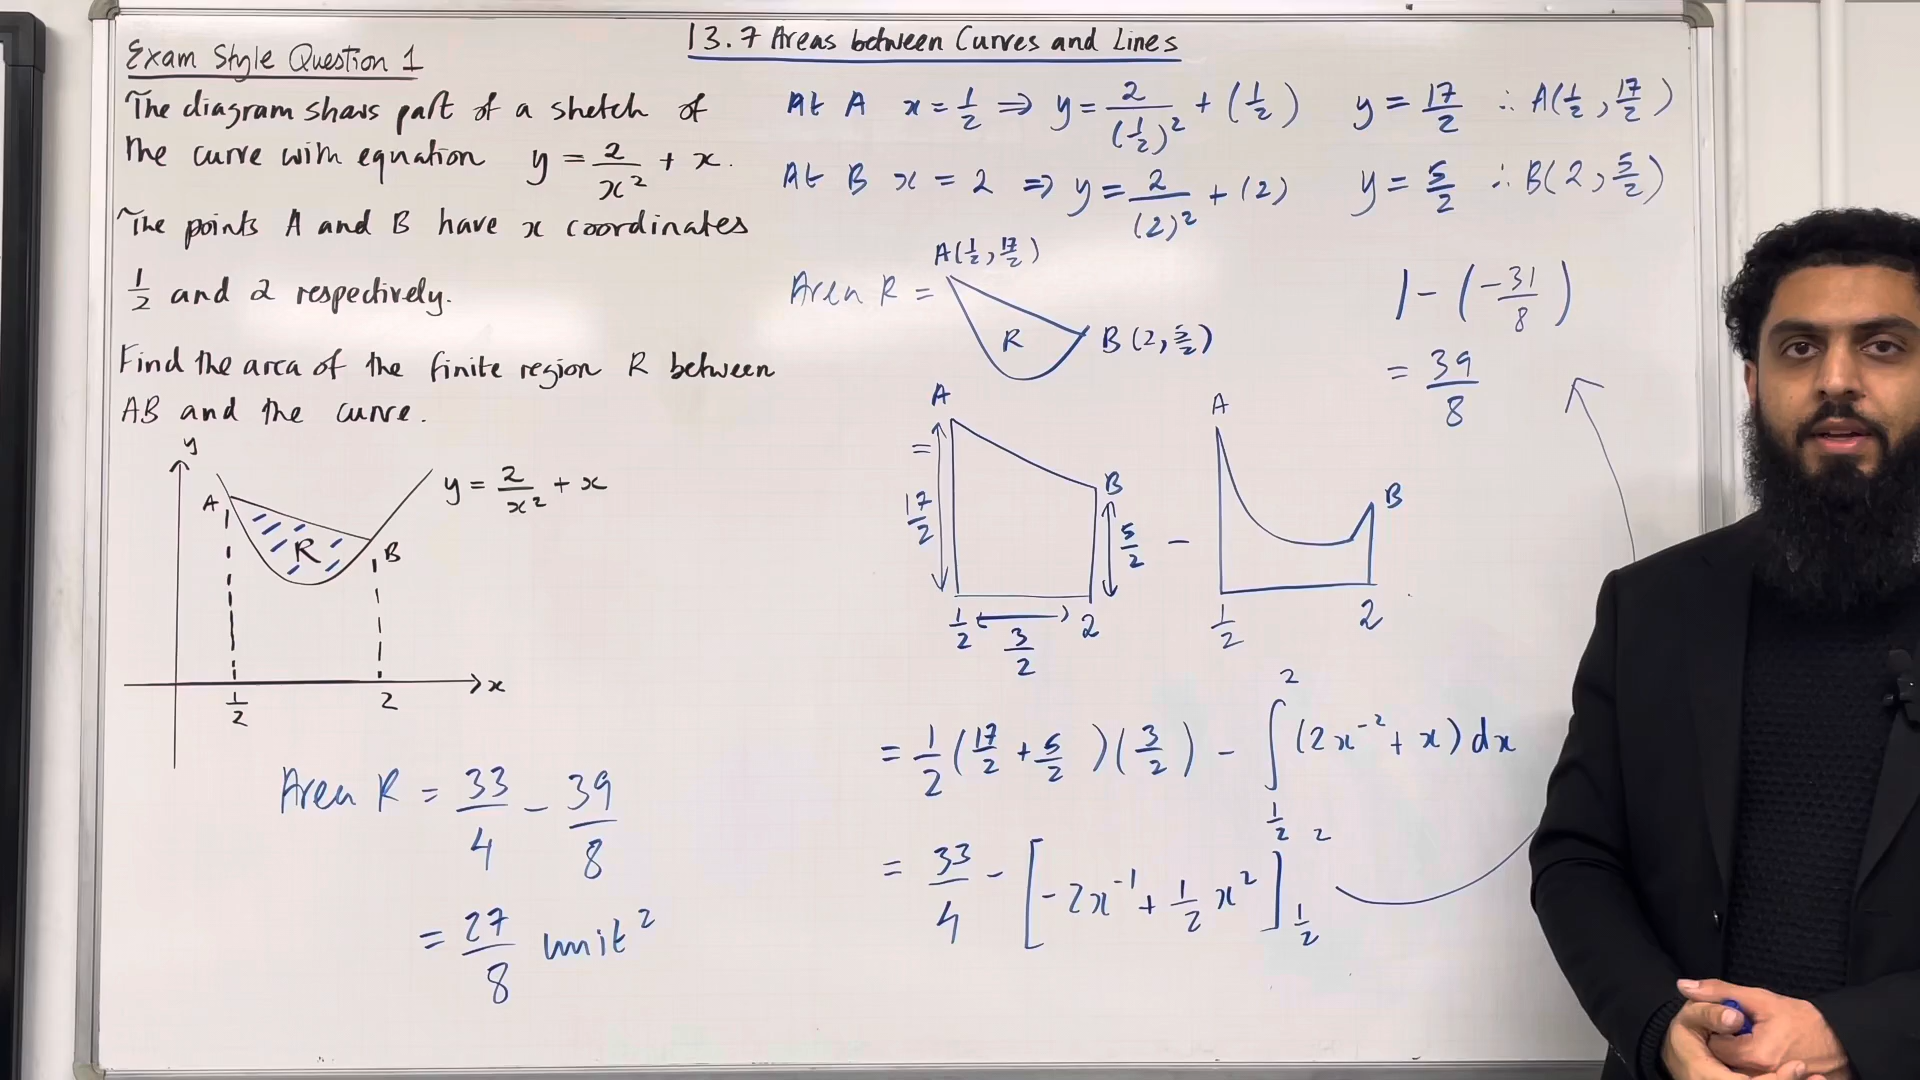 13.7 Areas between Curves and Lines
Exam Style Question 1
The diagram shows part of a sketch of
the curve with equation y = 2/x² + x.
The points A and B have x coordinates
1/2 and 2 respectively.
Find the area of the finite region R between
AB and the curve.
y
A
R
B
y = 2/x² + x
1/2
2
x
Area R = 33/4 - 39/8
= 27/8 unit²
At A x = 1/2 ⇒ y = 2/(1/2)² + (1/2) y = 17/2 ∴ A(1/2, 17/2)
At B x = 2 ⇒ y = 2/(2)² + (2) y = 5/2 ∴ B(2, 5/2)
Area R =
A(1/2, 17/2)
R
B(2, 5/2)
=
A
B
17/2
5/2
1/2
3/2
2
-
A
B
1/2
2
= 1/2 (17/2 + 5/2)(3/2) - ∫_{1/2}^{2} (2x⁻² + x) dx
= 33/4 - [-2x⁻¹ + 1/2 x²]_{1/2}^{2}
1 - (-31/8)
= 39/8